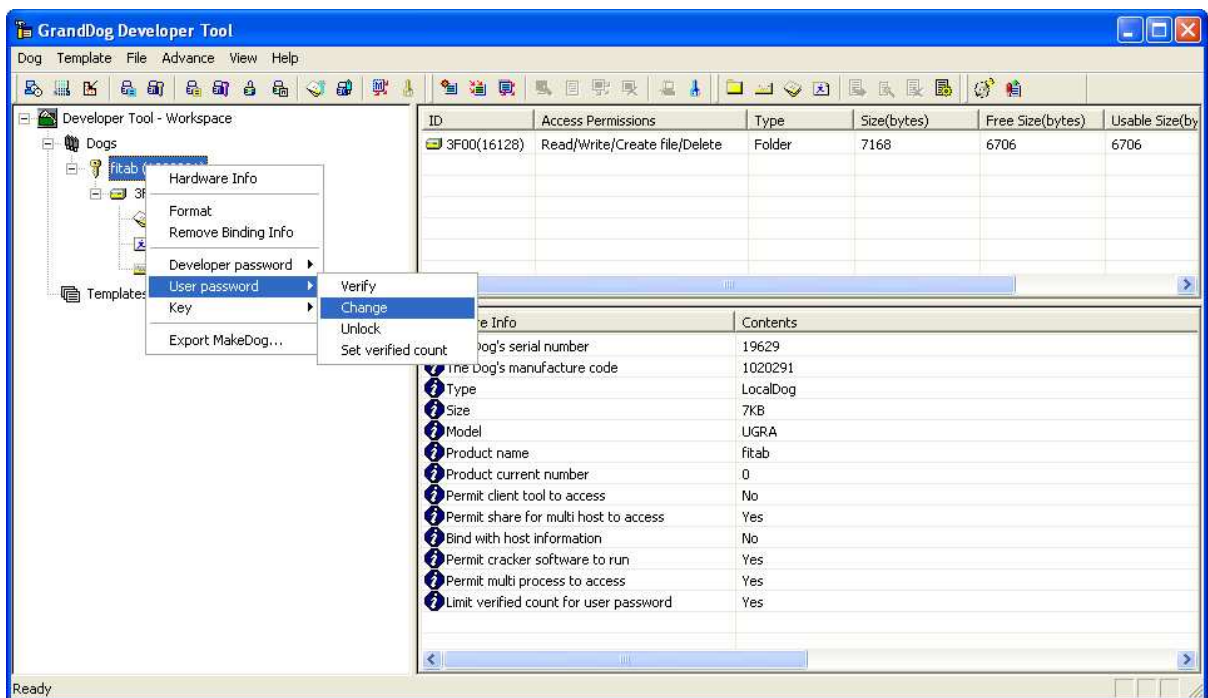 GrandDog Developer Tool
Dog Template File Advance View Help
Developer Tool - Workspace
Dogs
fitab
3F
Templates
Hardware Info
Format
Remove Binding Info
Developer password
User password
Key
Export MakeDog...
Verify
Change
Unlock
Set verified count
ID Access Permissions Type Size(bytes) Free Size(bytes) Usable Size(by
3F00(16128) Read/Write/Create file/Delete Folder 7168 6706 6706
e Info Contents
Dog's serial number 19629
The Dog's manufacture code 1020291
Type LocalDog
Size 7KB
Model UGRA
Product name fitab
Product current number 0
Permit client tool to access No
Permit share for multi host to access Yes
Bind with host information No
Permit cracker software to run Yes
Permit multi process to access Yes
Limit verified count for user password Yes
Ready